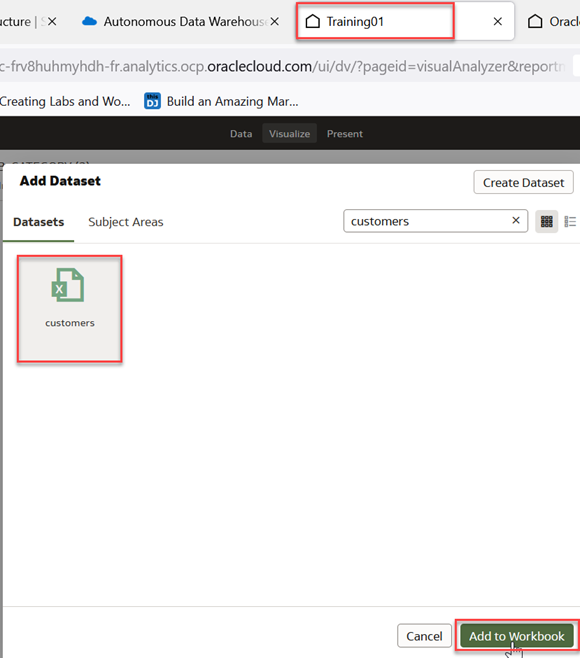 ucture | S
Autonomous Data Warehouse
Training01
Oracl
c-frv8huhmyhdh-fr.analytics.ocp.oraclecloud.com/ui/dv/?pageid=visualAnalyzer&reportm
Creating Labs and Wo...
this DJ
Build an Amazing Mar...
Data
Visualize
Present
Add Dataset
Create Dataset
Datasets
Subject Areas
customers
X
customers
Cancel
Add to Workbook